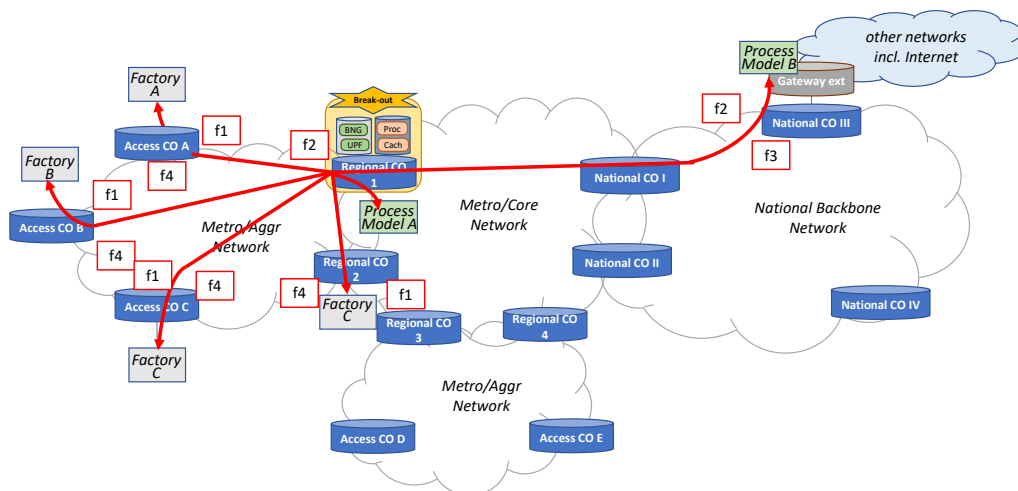 other networks
incl. Internet
Process
Model B
Gateway ext
f2
National CO III
f3
Factory
A
Break-out
BNG
UPF
Proc
Cach
f1
f2
Access CO A
f4
Regional CO
1
National CO I
Factory
B
f1
Access CO B
Process
Model A
Metro/Aggr
Network
Metro/Core
Network
National Backbone
Network
f4
f1
f4
Access CO C
Regional CO
2
National CO II
f4
Factory
C
f1
Regional CO
3
Regional CO
4
National CO IV
Factory
C
Metro/Aggr
Network
Access CO D
Access CO E